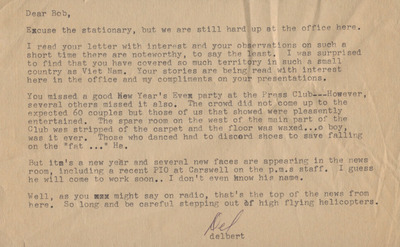 Dear Bob,
Excuse the stationary, but we are still hard up at the office here.
I read your letter with interest and your observations on such a
short time there are noteworthy, to say the least. I was surprised
to find that you have covered so much territory in such a small
country as Viet Nam. Your stories are being read with interest
here in the office and my compliments on your presentations.
You missed a good New Year's Evex party at the Press Club---However,
several others missed it also. The crowd did not come up to the
expected 60 couples but those of us that showed were pleasantly
entertained. The spare room on the west of the main part of the
Club was striped of the carpet and the floor was waxed...o boy,
was it ever. Those who danced had to discord shoes to save falling
on the "fat ..." Ha.
But its's a new year and several new faces are appearing in the news
room, including a recent PIO at Carswell on the p.m.s staff. I guess
he will come to work soon.. I don't even know his name.
Well, as you xxx might say on radio, that's the top of the news from
here. So long and be careful stepping out of high flying helicopters.
Del
delbert